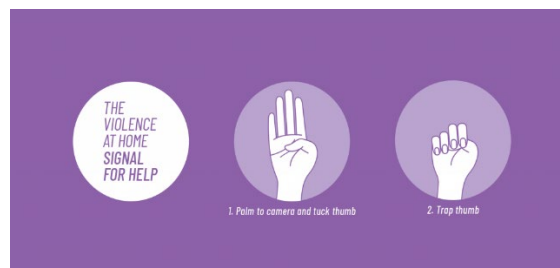 THE
VIOLENCE
AT HOME
SIGNAL
FOR HELP
1. Palm to camera and tuck thumb
2. Trap thumb